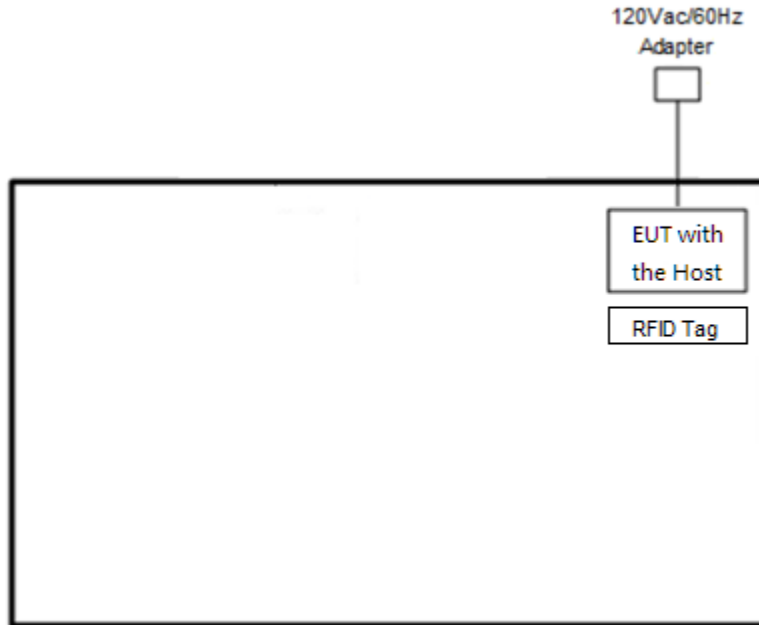 120Vac/60Hz
Adapter
EUT with
the Host
RFID Tag